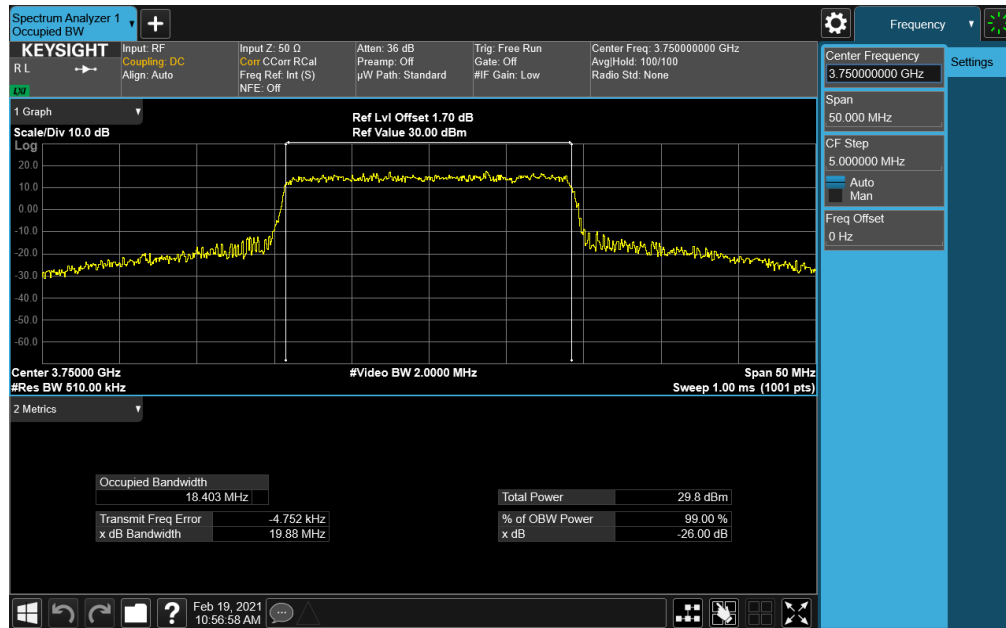 Spectrum Analyzer 1
Occupied BW
Frequency
KEYSIGHT
R L
LXI
Input: RF
Coupling: DC
Align: Auto
Input Z: 50 Ω
Corr CCorr RCal
Freq Ref: Int (S)
NFE: Off
Atten: 36 dB
Preamp: Off
µW Path: Standard
Trig: Free Run
Gate: Off
#IF Gain: Low
Center Freq: 3.750000000 GHz
Avg|Hold: 100/100
Radio Std: None
Center Frequency
3.750000000 GHz
Settings
Span
50.000 MHz
CF Step
5.000000 MHz
Auto
Man
Freq Offset
0 Hz
1 Graph
Scale/Div 10.0 dB
Ref Lvl Offset 1.70 dB
Ref Value 30.00 dBm
Log
20.0
10.0
0.00
-10.0
-20.0
-30.0
-40.0
-50.0
-60.0
Center 3.75000 GHz
#Video BW 2.0000 MHz
Span 50 MHz
#Res BW 510.00 kHz
Sweep 1.00 ms (1001 pts)
2 Metrics
Occupied Bandwidth
18.403 MHz
Total Power 29.8 dBm
Transmit Freq Error -4.752 kHz
% of OBW Power 99.00 %
x dB Bandwidth 19.88 MHz
x dB -26.00 dB
?
Feb 19, 2021
10:56:58 AM